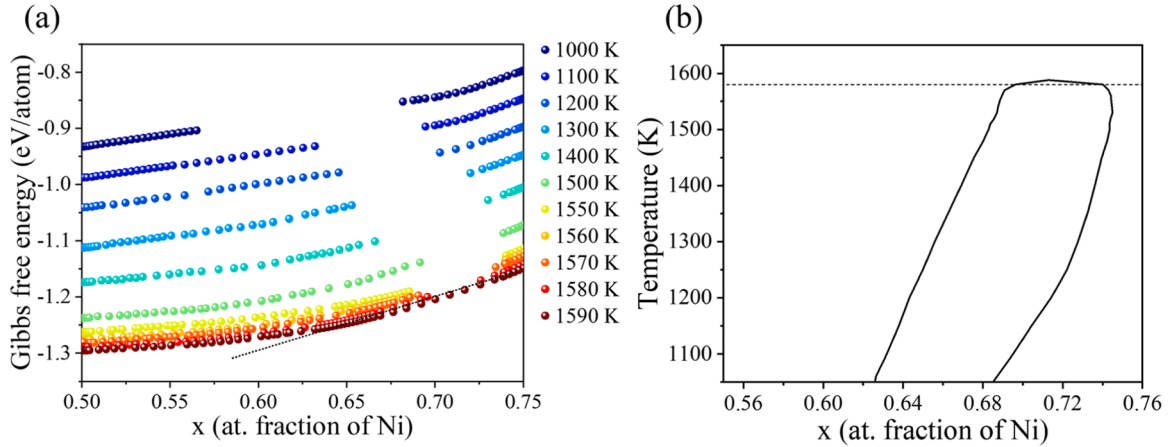 (a)
Gibbs free energy (eV/atom)
-0.8
-0.9
-1.0
-1.1
-1.2
-1.3
0.50
0.55
0.60
0.65
0.70
0.75
x (at. fraction of Ni)
1000 K
1100 K
1200 K
1300 K
1400 K
1500 K
1550 K
1560 K
1570 K
1580 K
1590 K
(b)
Temperature (K)
1600
1500
1400
1300
1200
1100
0.56
0.60
0.64
0.68
0.72
0.76
x (at. fraction of Ni)